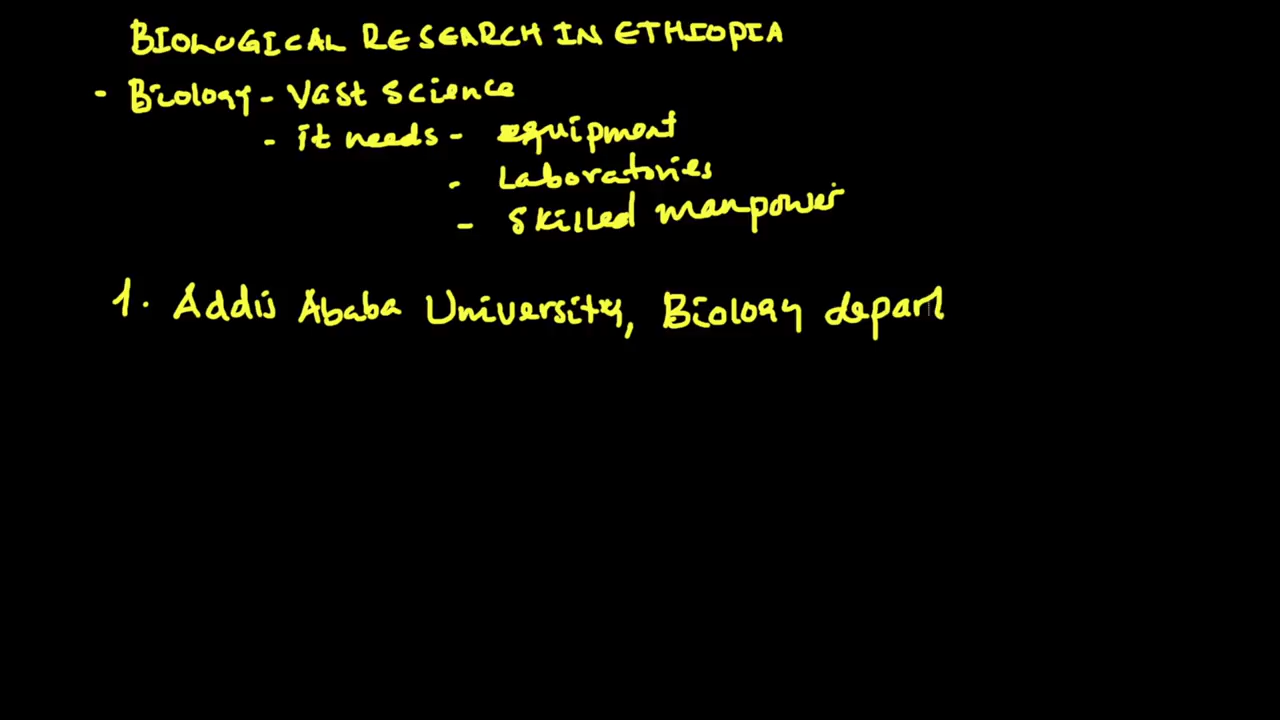 BIOLOGICAL RESEARCH IN ETHIOPIA
- Biology - Vast science
- it needs - equipment
- Laboratories
- Skilled manpower
1. Addis Ababa University, Biology depart